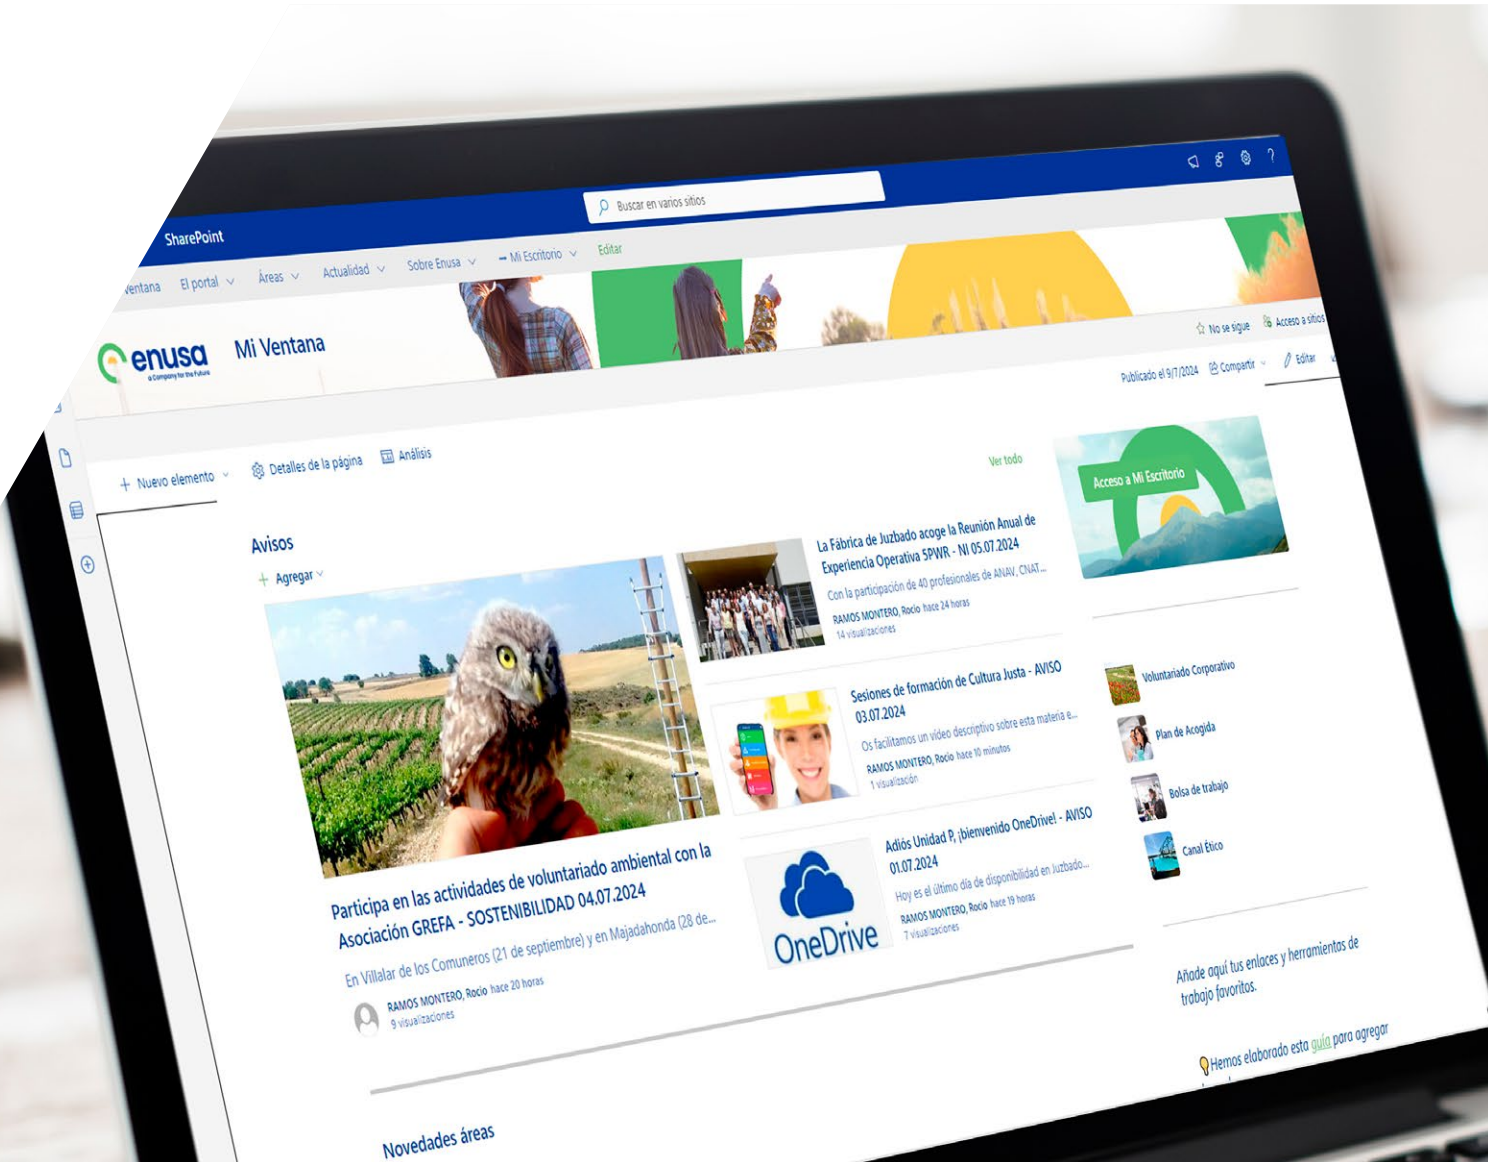 SharePoint
Buscar en varios sitios
?
El portal
Áreas
Actualidad
Sobre Enusa
Mi Escritorio
Editar
enusa
a Company for the Future
Mi Ventana
No se sigue
Acceso a sitios
Publicado el 9/7/2024
Compartir
Editar
+ Nuevo elemento
Detalles de la página
Análisis
Avisos
+ Agregar
Ver todo
Participa en las actividades de voluntariado ambiental con la
Asociación GREFA - SOSTENIBILIDAD 04.07.2024
En Villalar de los Comuneros (21 de septiembre) y en Majadahonda (28 de...
RAMOS MONTERO, Rocio hace 20 horas
9 visualizaciones
La Fábrica de Juzbado acoge la Reunión Anual de
Experiencia Operativa SPWR - NI 05.07.2024
Con la participación de 40 profesionales de ANAV, CNAT...
RAMOS MONTERO, Rocio hace 24 horas
14 visualizaciones
Sesiones de formación de Cultura Justa - AVISO
03.07.2024
Os facilitamos un vídeo descriptivo sobre esta materia e...
RAMOS MONTERO, Rocio hace 10 minutos
1 visualización
OneDrive
Adiós Unidad P, ¡bienvenido OneDrive! - AVISO
01.07.2024
Hoy es el último día de disponibilidad en Juzbado...
RAMOS MONTERO, Rocio hace 19 horas
7 visualizaciones
Acceso a Mi Escritorio
Voluntariado Corporativo
Plan de Acogida
Bolsa de trabajo
Canal Ético
Añade aquí tus enlaces y herramientas de
trabajo favoritos.
Hemos elaborado esta guía para agregar
Novedades áreas